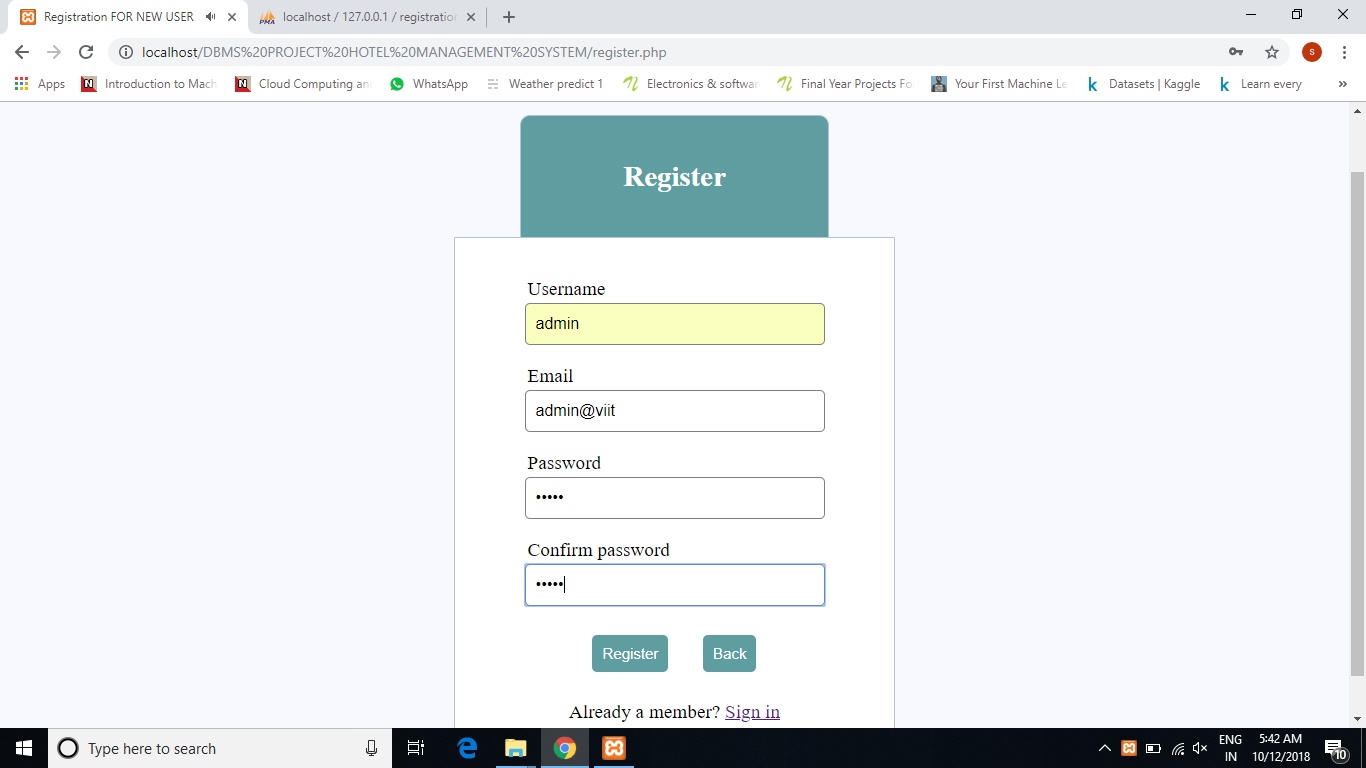 Registration FOR NEW USER
localhost / 127.0.0.1 / registration
localhost/DBMS%20PROJECT%20HOTEL%20MANAGEMENT%20SYSTEM/register.php
s
Apps
Introduction to Mach
Cloud Computing an
WhatsApp
Weather predict 1
Electronics & softwar
Final Year Projects Fo
Your First Machine Le
Datasets | Kaggle
Learn every
Register
Username
admin
Email
admin@viit
Password
•••••
Confirm password
•••••
Register
Back
Already a member? Sign in
Type here to search
ENG
IN
5:42 AM
10/12/2018
10